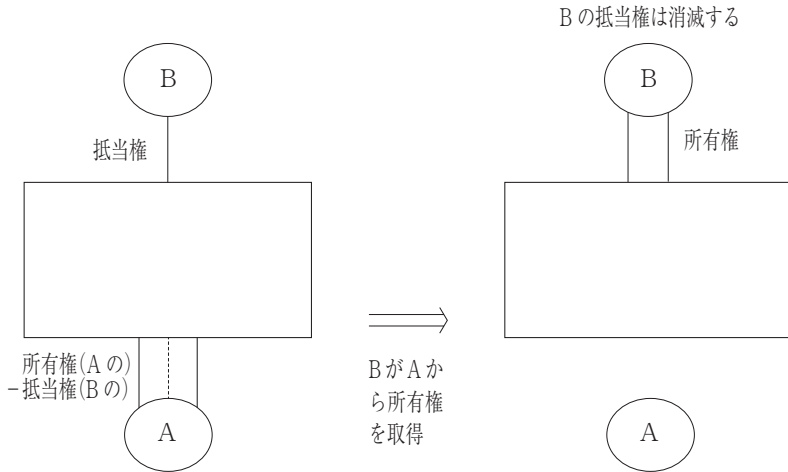 Bの抵当権は消滅する
B
B
抵当権
所有権
所有権(Aの)
−抵当権(Bの)
A
BがAか
ら所有権
を取得
A